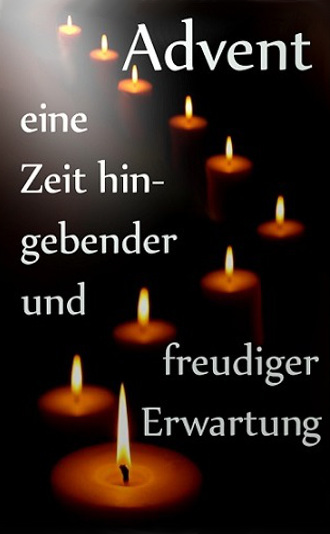 Advent
eine
Zeit hin-
gebender
und
freudiger
Erwartung